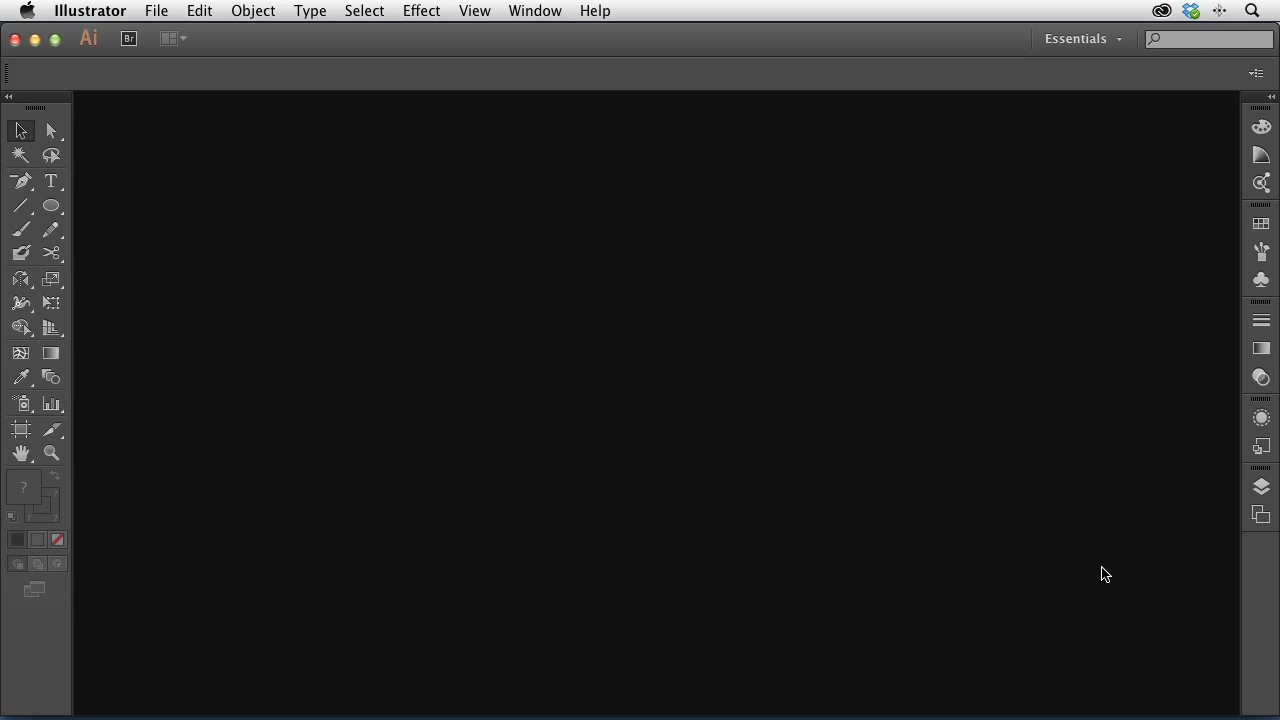 Illustrator File Edit Object Type Select Effect View Window Help
Ai Br Essentials
T
?